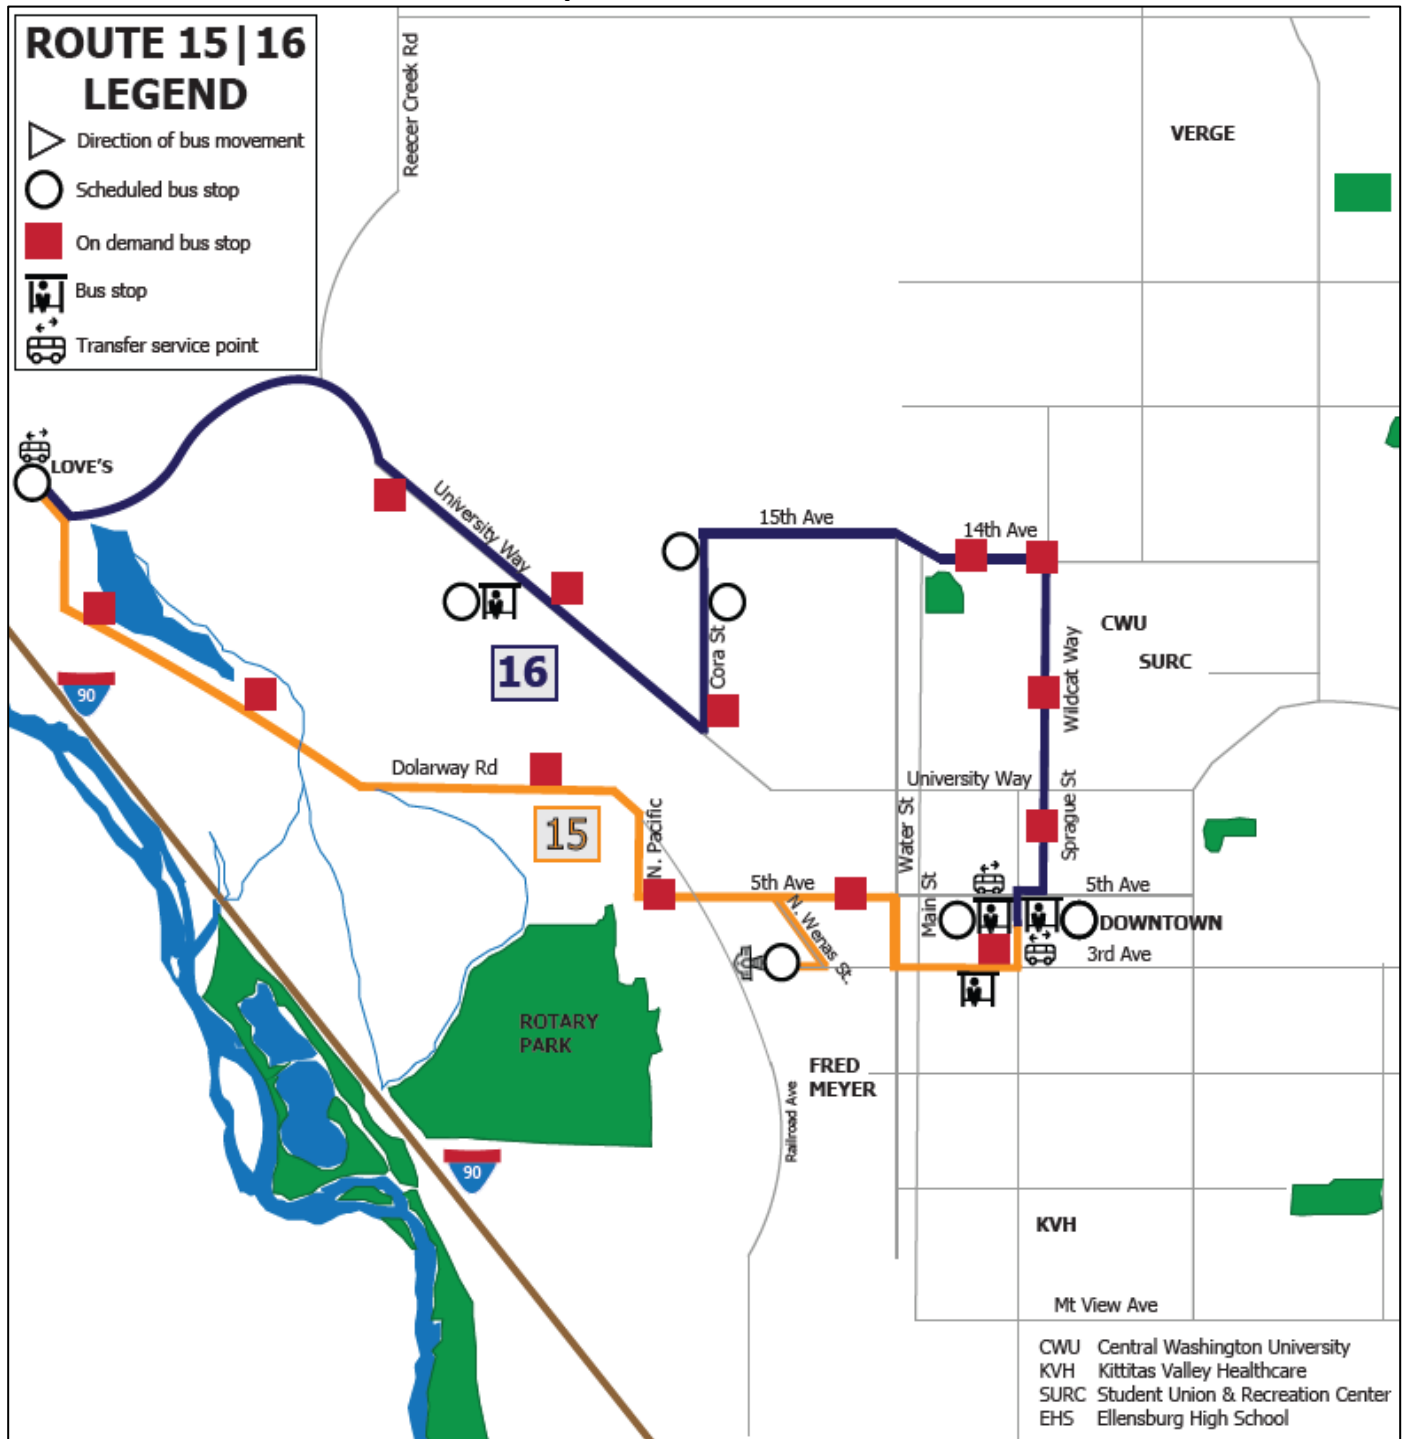 ROUTE 15|16
LEGEND
Direction of bus movement
Scheduled bus stop
On demand bus stop
Bus stop
Transfer service point
Reecer Creek Rd
VERGE
LOVE'S
University Way
15th Ave
14th Ave
CWU
SURC
Wildcat Way
Cora St
16
90
Dolarway Rd
University Way
15
N. Pacific
Water St
Sprague St
5th Ave
5th Ave
Main St
N. Wenas St.
DOWNTOWN
3rd Ave
ROTARY
PARK
FRED
MEYER
Railroad Ave
90
KVH
Mt View Ave
CWU Central Washington University
KVH Kittitas Valley Healthcare
SURC Student Union & Recreation Center
EHS Ellensburg High School